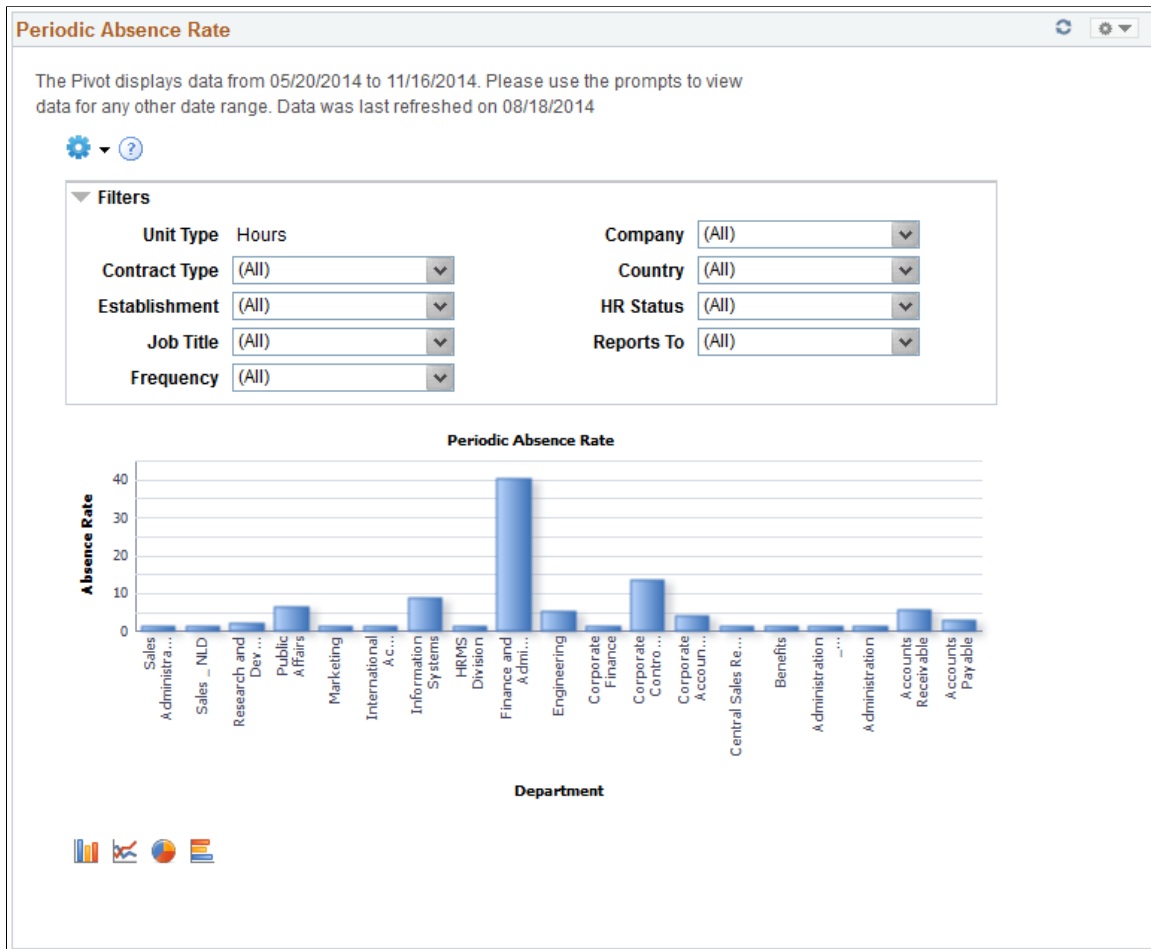 Periodic Absence Rate
The Pivot displays data from 05/20/2014 to 11/16/2014. Please use the prompts to view
data for any other date range. Data was last refreshed on 08/18/2014
?
Filters
Unit Type Hours
Company (All)
Contract Type (All)
Country (All)
Establishment (All)
HR Status (All)
Job Title (All)
Reports To (All)
Frequency (All)
Periodic Absence Rate
Absence Rate
40
30
20
10
0
Sales
Administra...
Sales _ NLD
Research and
Dev...
Public
Affairs
Marketing
International
Ac...
Information
Systems
HRMS
Division
Finance and
Admi...
Engineering
Corporate
Finance
Corporate
Contro...
Corporate
Accoun...
Central Sales Re...
Benefits
Administration
_...
Administration
Accounts
Receivable
Accounts
Payable
Department